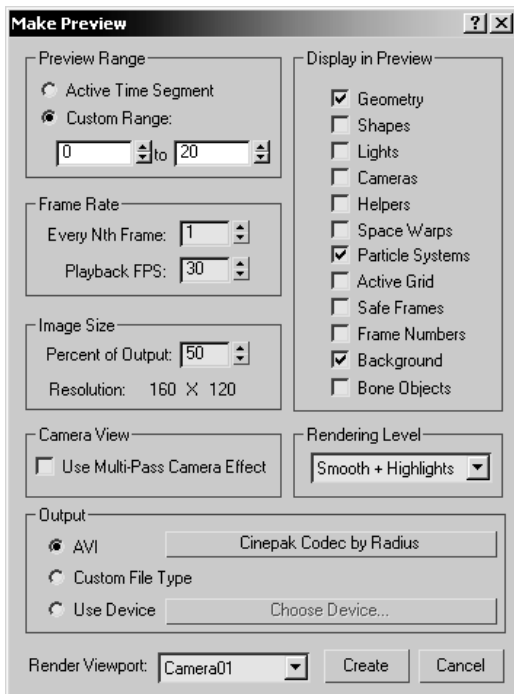 Make Preview
Preview Range
Active Time Segment
Custom Range:
0 to 20
Frame Rate
Every Nth Frame: 1
Playback FPS: 30
Image Size
Percent of Output: 50
Resolution: 160 X 120
Display in Preview
Geometry
Shapes
Lights
Cameras
Helpers
Space Warps
Particle Systems
Active Grid
Safe Frames
Frame Numbers
Background
Bone Objects
Camera View
Use Multi-Pass Camera Effect
Rendering Level
Smooth + Highlights
Output
AVI
Cinepak Codec by Radius
Custom File Type
Use Device
Choose Device...
Render Viewport: Camera01
Create
Cancel